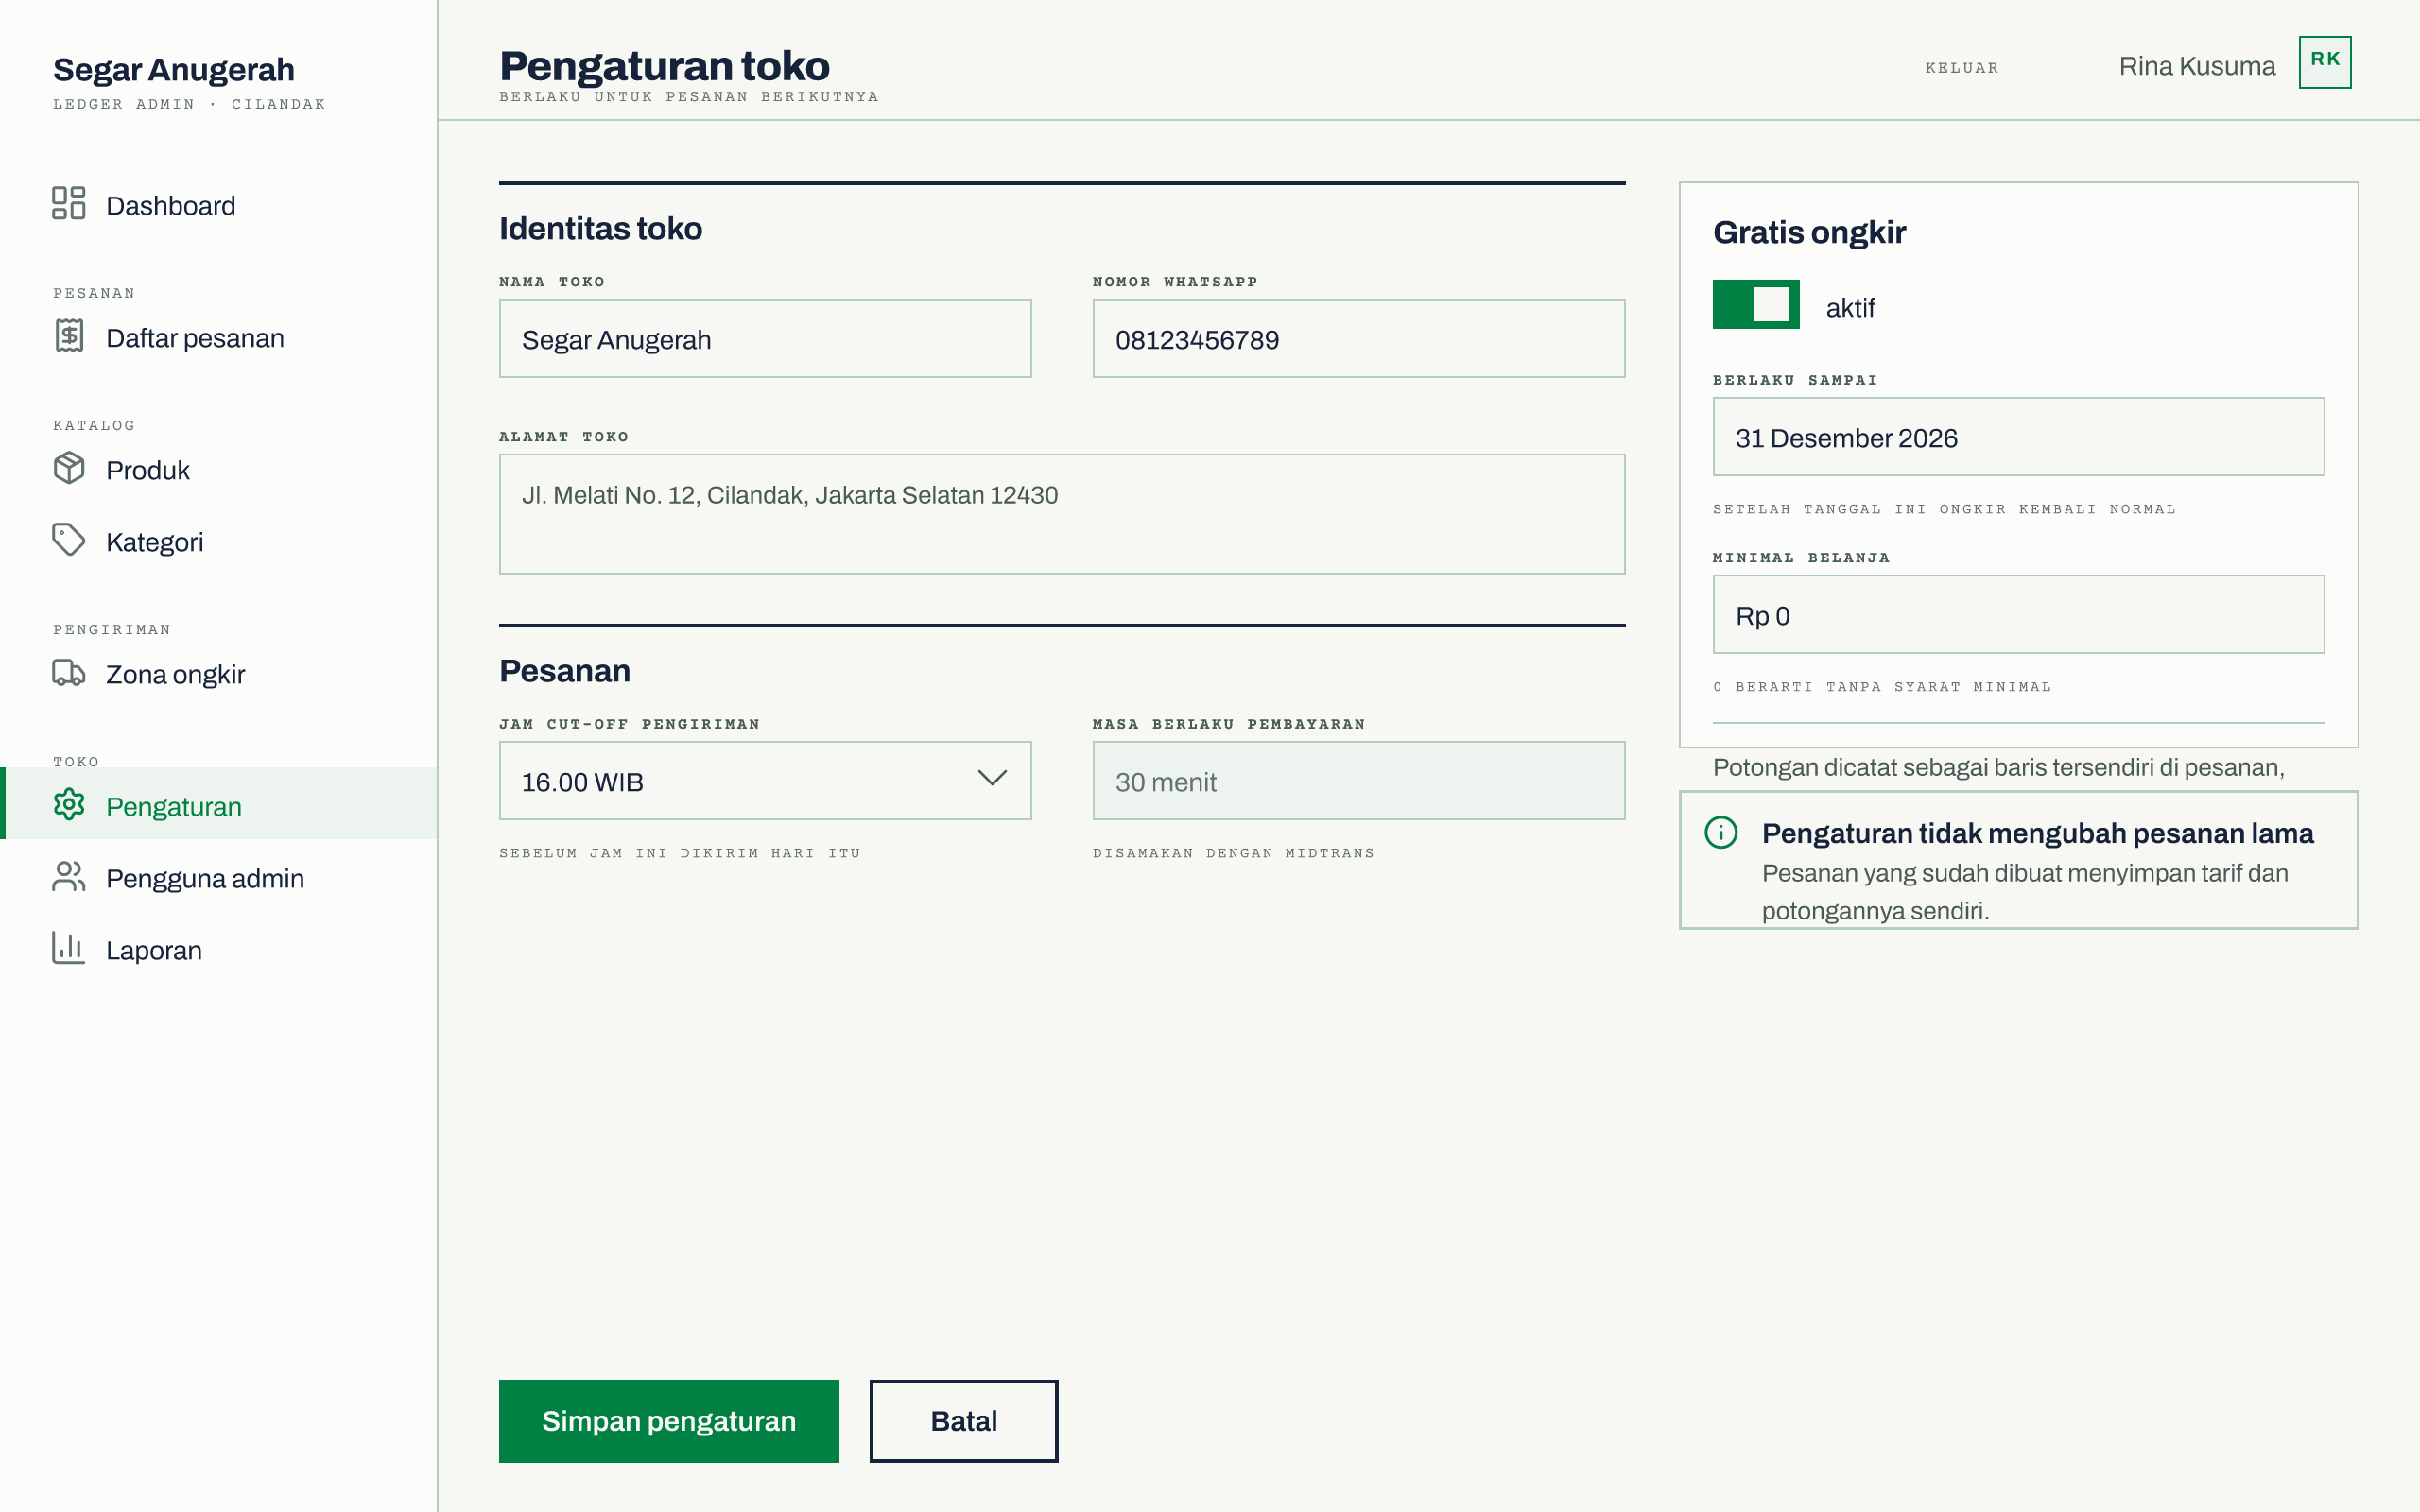 Segar Anugerah
LEDGER ADMIN · CILANDAK
Dashboard
PESANAN
Daftar pesanan
KATALOG
Produk
Kategori
PENGIRIMAN
Zona ongkir
TOKO
Pengaturan
Pengguna admin
Laporan
Pengaturan toko
BERLAKU UNTUK PESANAN BERIKUTNYA
KELUAR
Rina Kusuma
RK
Identitas toko
NAMA TOKO
Segar Anugerah
NOMOR WHATSAPP
08123456789
ALAMAT TOKO
Jl. Melati No. 12, Cilandak, Jakarta Selatan 12430
Pesanan
JAM CUT-OFF PENGIRIMAN
16.00 WIB
SEBELUM JAM INI DIKIRIM HARI ITU
MASA BERLAKU PEMBAYARAN
30 menit
DISAMAKAN DENGAN MIDTRANS
Gratis ongkir
aktif
BERLAKU SAMPAI
31 Desember 2026
SETELAH TANGGAL INI ONGKIR KEMBALI NORMAL
MINIMAL BELANJA
Rp 0
0 BERARTI TANPA SYARAT MINIMAL
Potongan dicatat sebagai baris tersendiri di pesanan,
Pengaturan tidak mengubah pesanan lama
Pesanan yang sudah dibuat menyimpan tarif dan
potongannya sendiri.
Simpan pengaturan
Batal